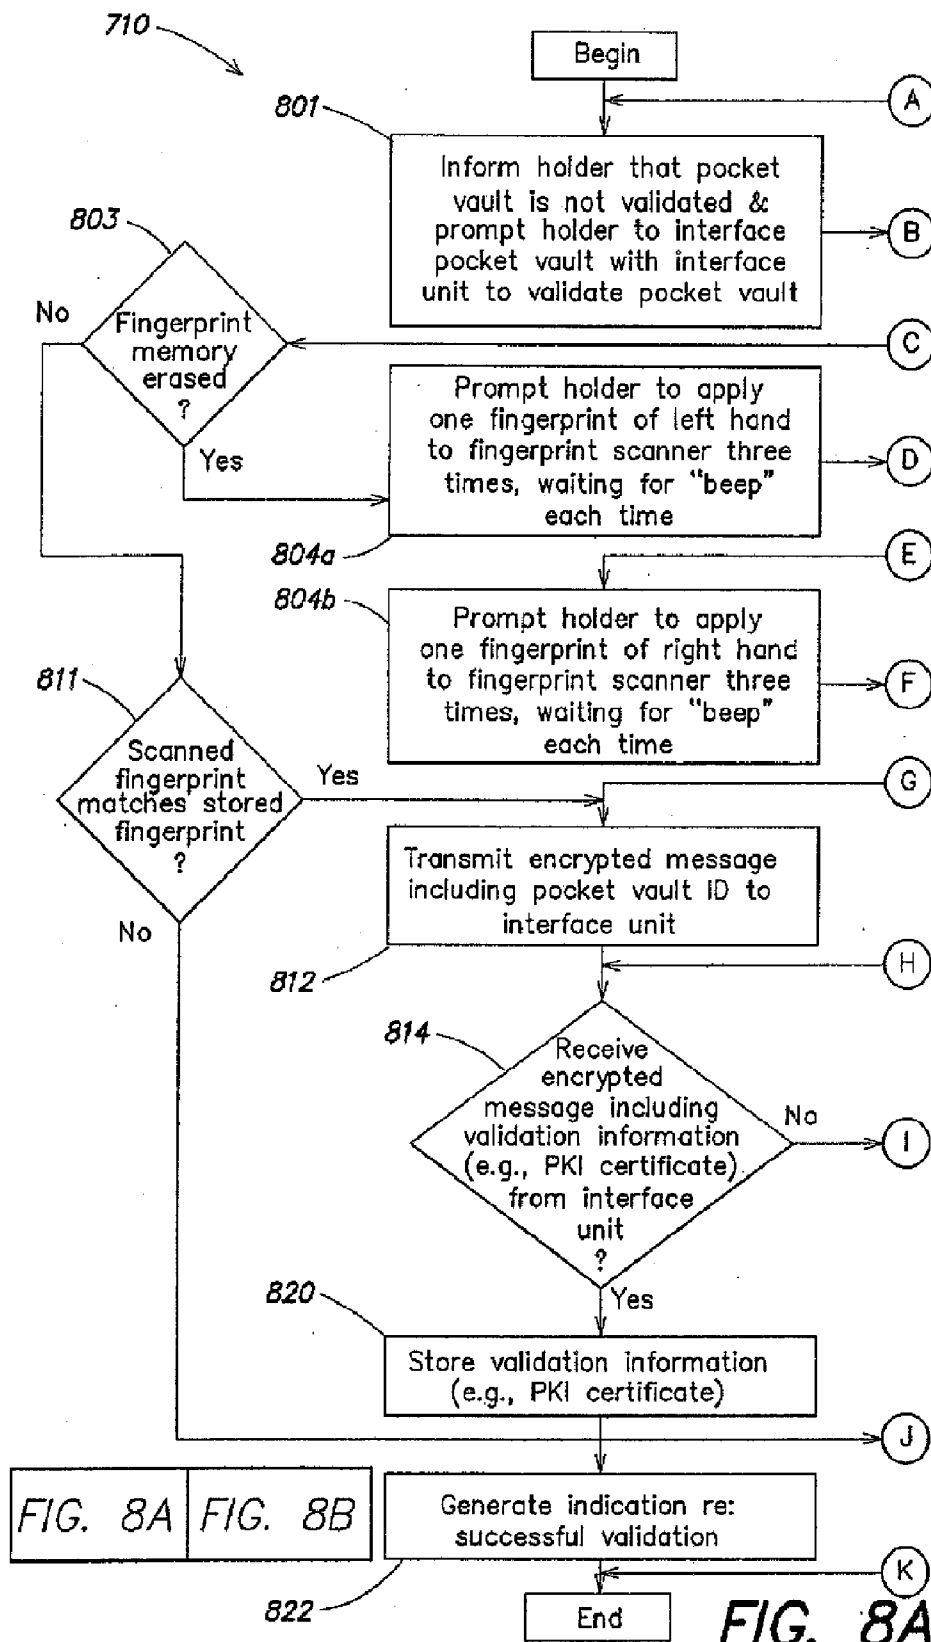 710
Begin
A
801
Inform holder that pocket
vault is not validated &
prompt holder to interface
pocket vault with interface
unit to validate pocket vault
B
803
No
Fingerprint
memory
erased
?
C
Yes
Prompt holder to apply
one fingerprint of left hand
to fingerprint scanner three
times, waiting for "beep"
each time
D
804a
E
804b
Prompt holder to apply
one fingerprint of right hand
to fingerprint scanner three
times, waiting for "beep"
each time
F
811
Scanned
fingerprint
matches stored
fingerprint
?
Yes
G
No
Transmit encrypted message
including pocket vault ID to
interface unit
812
H
814
Receive
encrypted
message including
validation information
(e.g., PKI certificate)
from interface
unit
?
No
I
Yes
820
Store validation information
(e.g., PKI certificate)
J
FIG. 8A
FIG. 8B
Generate indication re:
successful validation
822
K
End
FIG. 8A